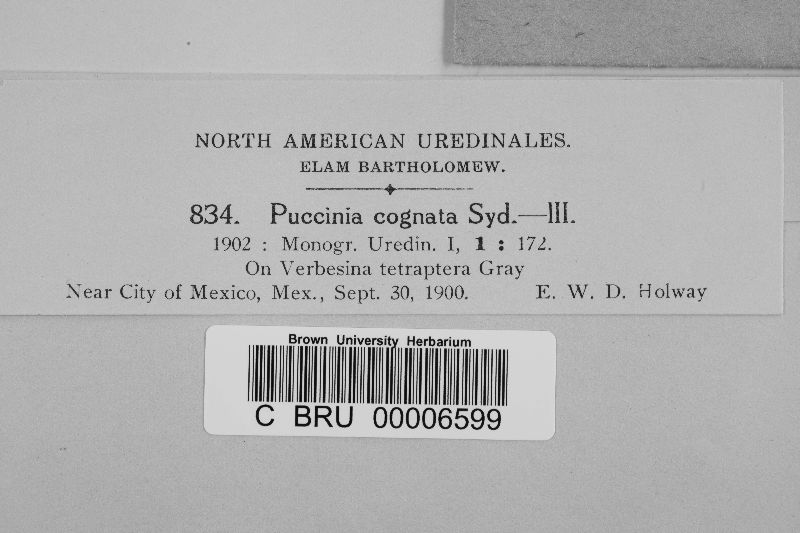 NORTH AMERICAN UREDINALES.
ELAM BARTHOLOMEW.
834. Puccinia cognata Syd.—III.
1902 : Monogr. Uredin. I, 1 : 172.
On Verbesina tetraptera Gray
Near City of Mexico, Mex., Sept. 30, 1900. E. W. D. Holway
Brown University Herbarium
C BRU 00006599